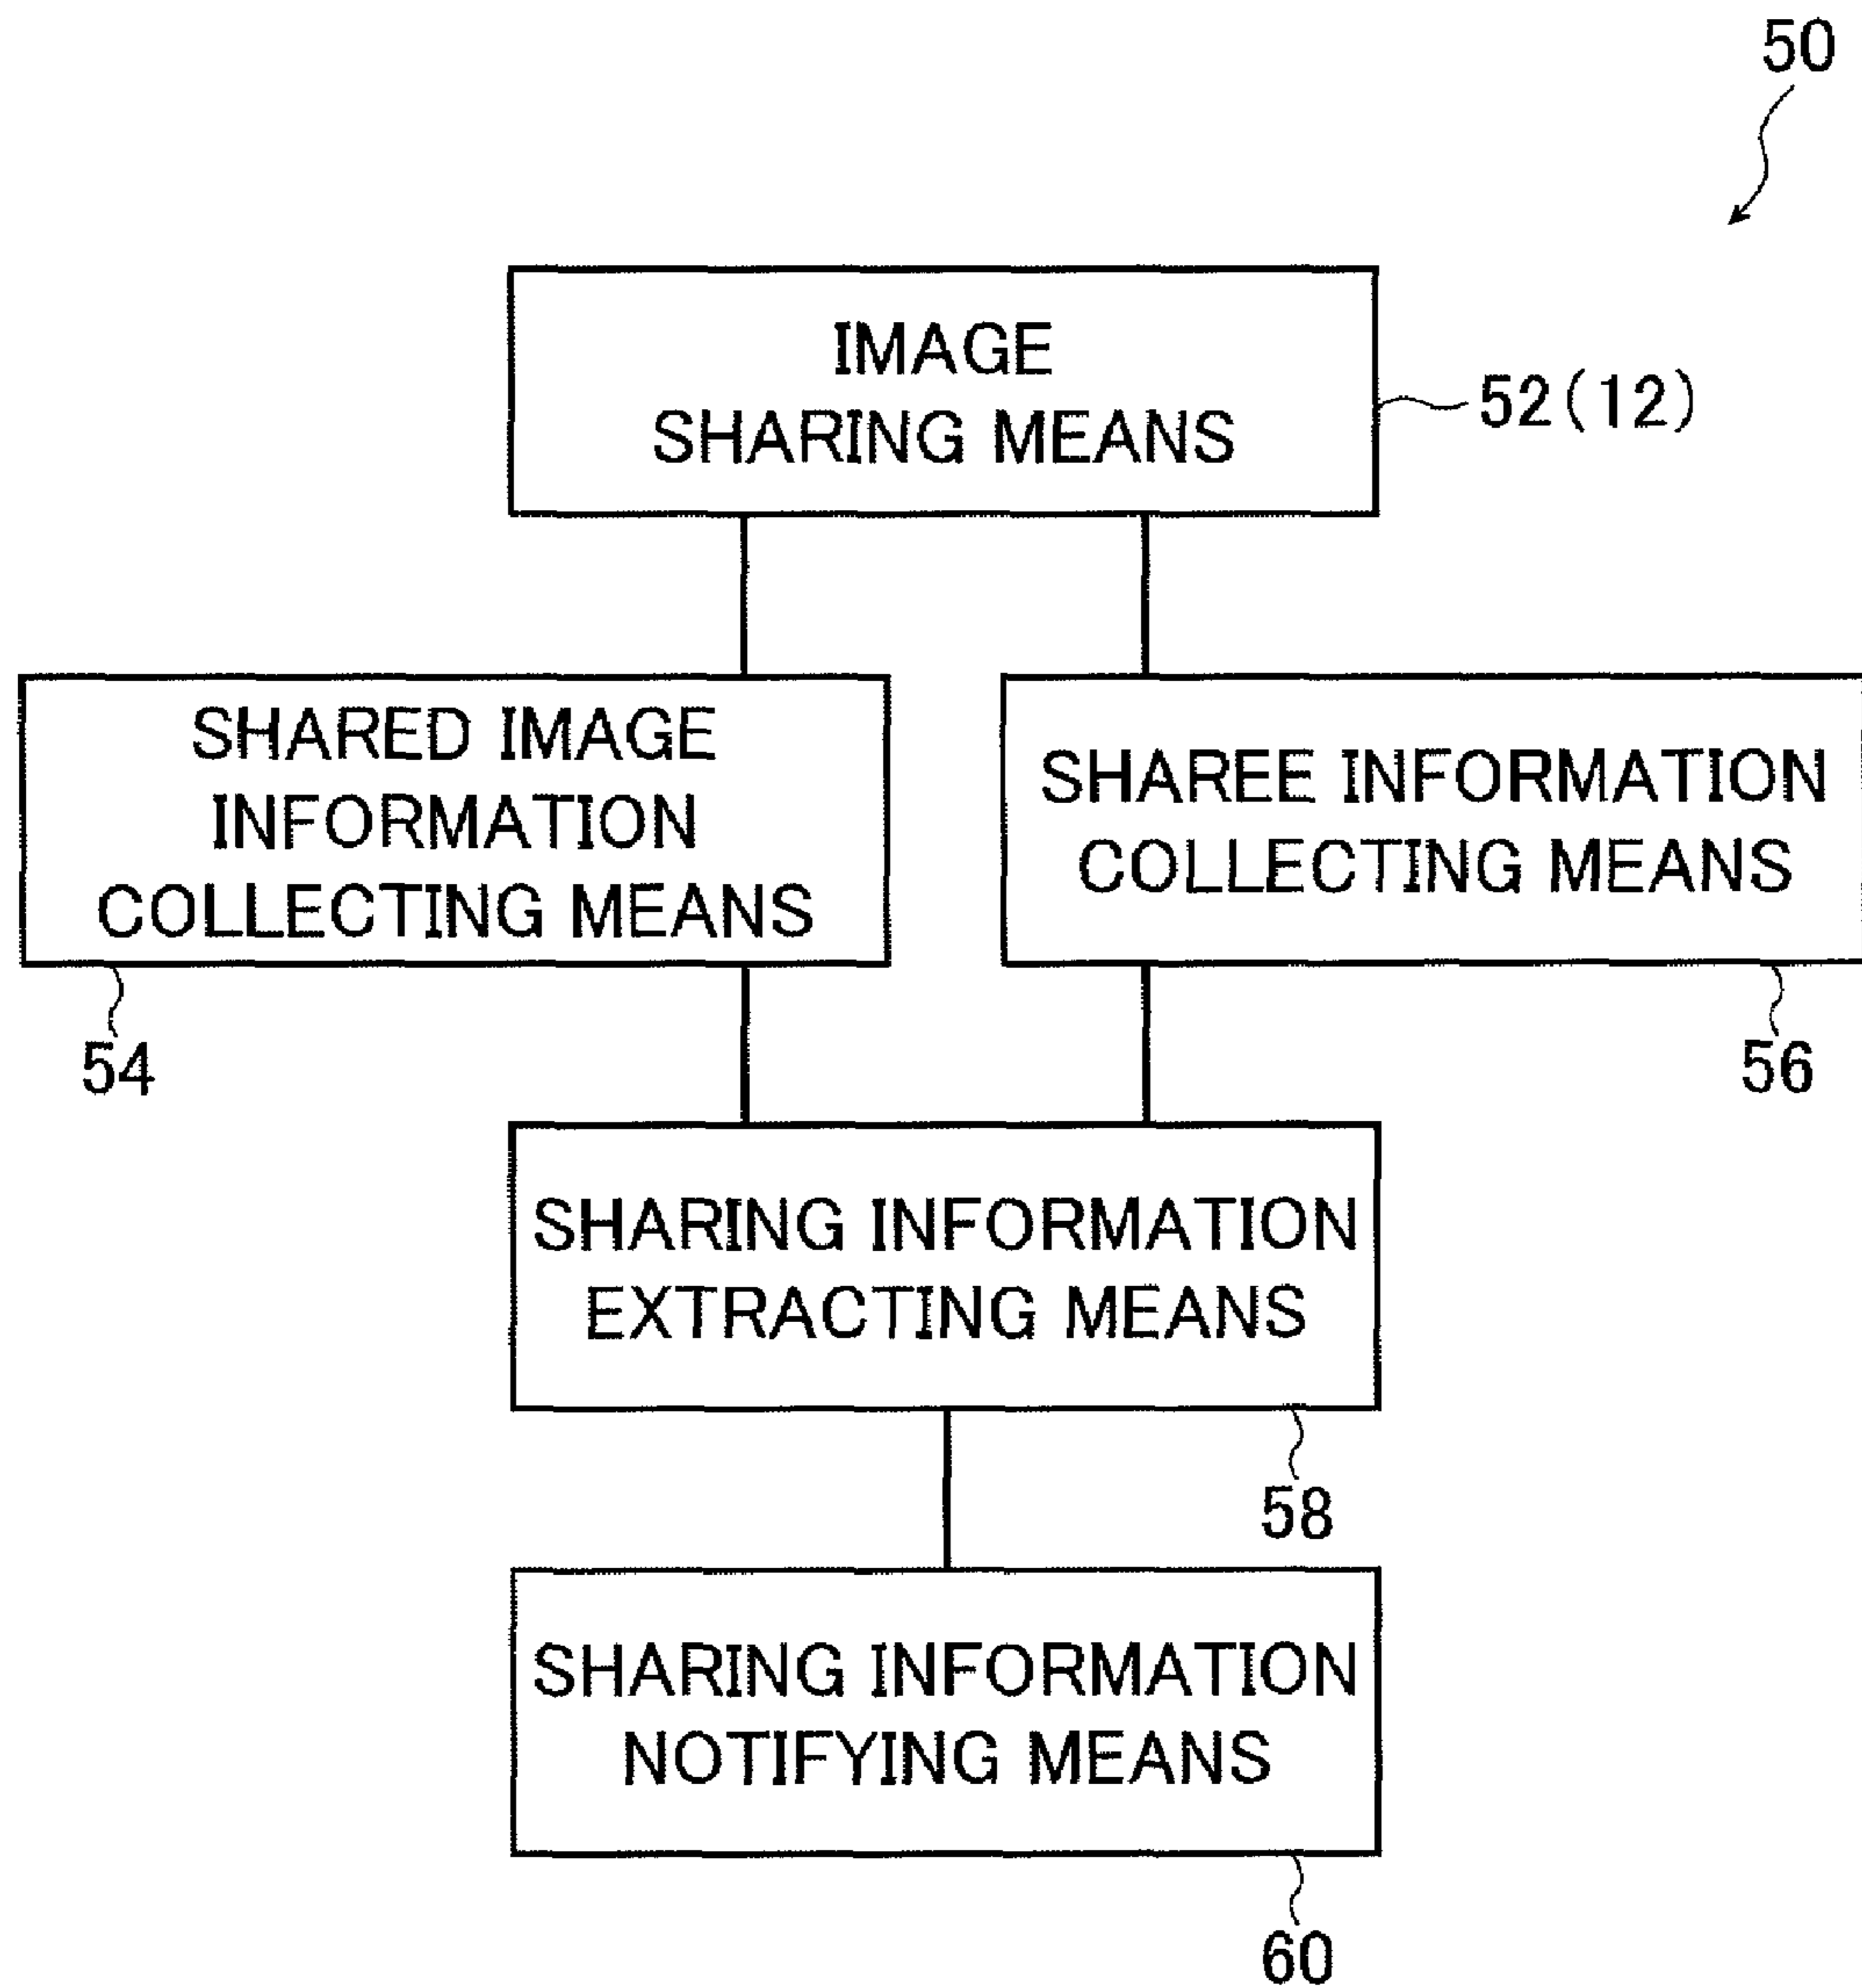 50
IMAGE
SHARING MEANS
52(12)
SHARED IMAGE
INFORMATION
COLLECTING MEANS
54
SHAREE INFORMATION
COLLECTING MEANS
56
SHARING INFORMATION
EXTRACTING MEANS
58
SHARING INFORMATION
NOTIFYING MEANS
60